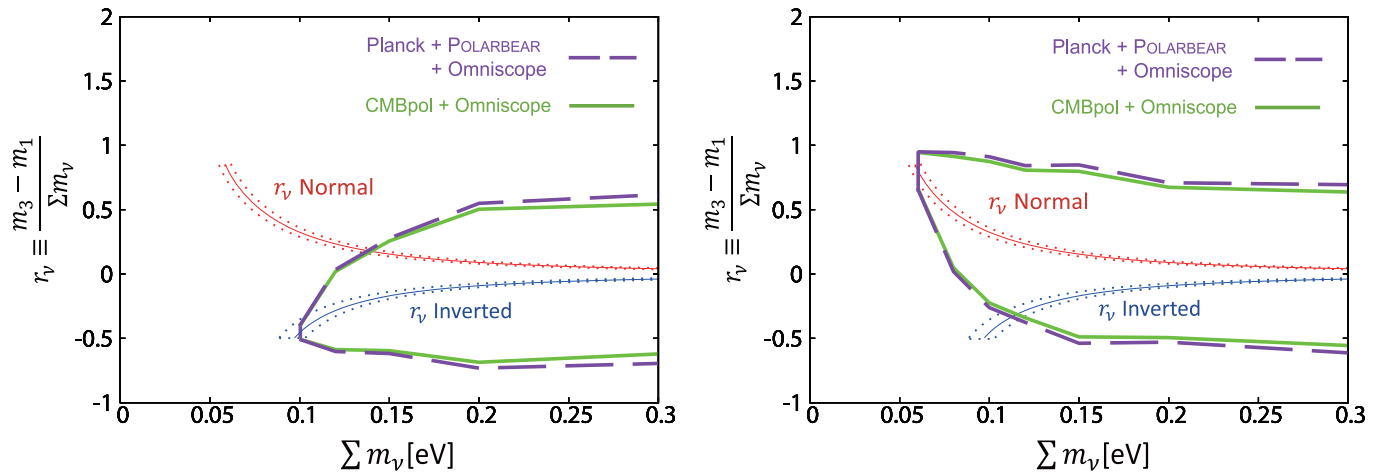 2
1.5
1
0.5
0
-0.5
-1
0 0.05 0.1 0.15 0.2 0.25 0.3
∑ mν[eV]
rν ≡ m3 − m1
Σmν
Planck + POLARBEAR
+ Omniscope
CMBpol + Omniscope
rν Normal
rν Inverted
2
1.5
1
0.5
0
-0.5
-1
0 0.05 0.1 0.15 0.2 0.25 0.3
∑ mν[eV]
rν ≡ m3 − m1
Σmν
Planck + POLARBEAR
+ Omniscope
CMBpol + Omniscope
rν Normal
rν Inverted